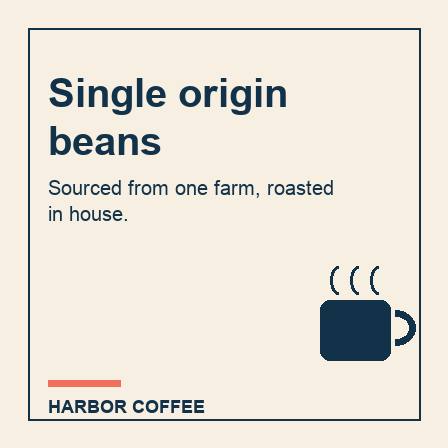 Single origin
beans
Sourced from one farm, roasted
in house.
HARBOR COFFEE